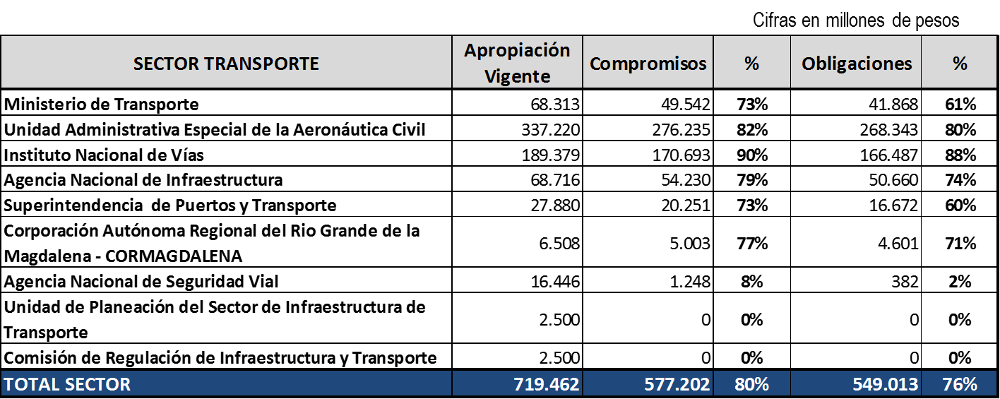 Cifras en millones de pesos
SECTOR TRANSPORTE Apropiación Vigente Compromisos % Obligaciones %
Ministerio de Transporte 68.313 49.542 73% 41.868 61%
Unidad Administrativa Especial de la Aeronáutica Civil 337.220 276.235 82% 268.343 80%
Instituto Nacional de Vías 189.379 170.693 90% 166.487 88%
Agencia Nacional de Infraestructura 68.716 54.230 79% 50.660 74%
Superintendencia de Puertos y Transporte 27.880 20.251 73% 16.672 60%
Corporación Autónoma Regional del Rio Grande de la
Magdalena - CORMAGDALENA 6.508 5.003 77% 4.601 71%
Agencia Nacional de Seguridad Vial 16.446 1.248 8% 382 2%
Unidad de Planeación del Sector de Infraestructura de
Transporte 2.500 0 0% 0 0%
Comisión de Regulación de Infraestructura y Transporte 2.500 0 0% 0 0%
TOTAL SECTOR 719.462 577.202 80% 549.013 76%